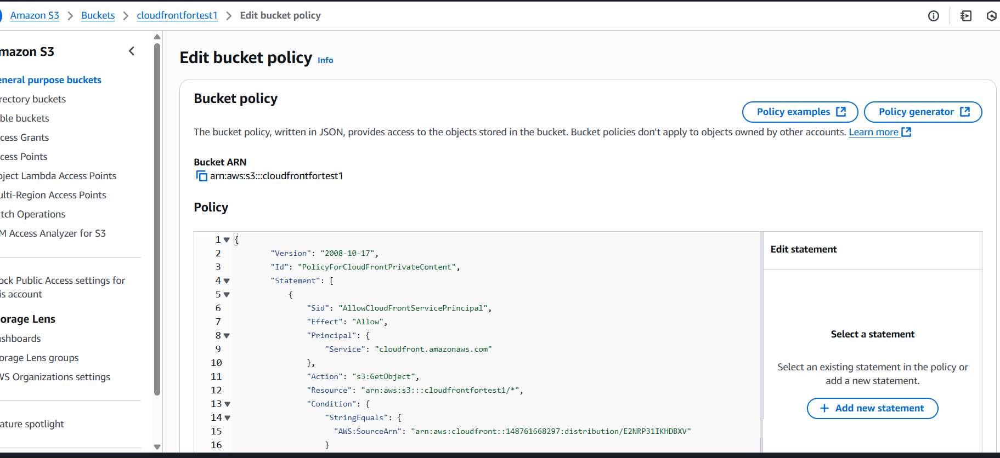 Amazon S3 > Buckets > cloudfrontfortest1 > Edit bucket policy
mazon S3
eneral purpose buckets
rectory buckets
ble buckets
cess Grants
cess Points
ject Lambda Access Points
ulti-Region Access Points
tch Operations
M Access Analyzer for S3
ock Public Access settings for
is account
orage Lens
shboards
orage Lens groups
WS Organizations settings
ature spotlight
Edit bucket policy Info
Bucket policy
Policy examples
Policy generator
The bucket policy, written in JSON, provides access to the objects stored in the bucket. Bucket policies don't apply to objects owned by other accounts. Learn more
Bucket ARN
arn:aws:s3:::cloudfrontfortest1
Policy
1 {
2 "Version": "2008-10-17",
3 "Id": "PolicyForCloudFrontPrivateContent",
4 "Statement": [
5 {
6 "Sid": "AllowCloudFrontServicePrincipal",
7 "Effect": "Allow",
8 "Principal": {
9 "Service": "cloudfront.amazonaws.com"
10 },
11 "Action": "s3:GetObject",
12 "Resource": "arn:aws:s3:::cloudfrontfortest1/*",
13 "Condition": {
14 "StringEquals": {
15 "AWS:SourceArn": "arn:aws:cloudfront::148761668297:distribution/E2NRP31IKHDBXV"
16 }
Edit statement
Select a statement
Select an existing statement in the policy or
add a new statement.
+ Add new statement